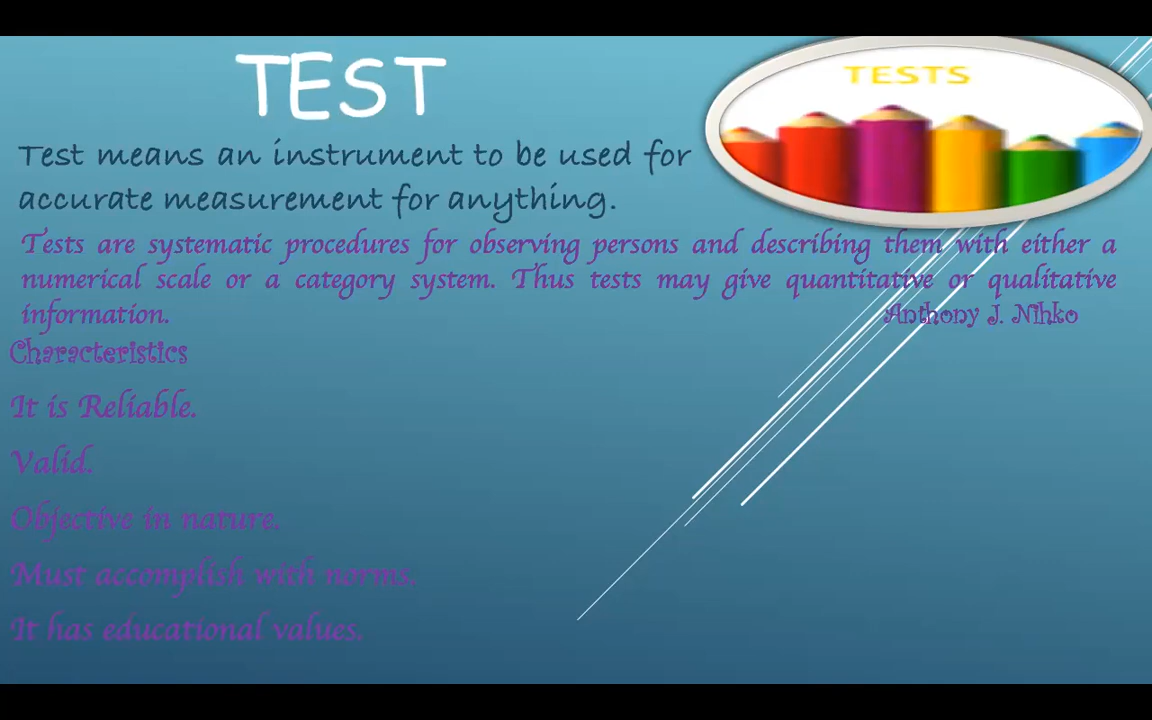 TEST
TESTS
Test means an instrument to be used for
accurate measurement for anything.
Tests are systematic procedures for observing persons and describing them with either a
numerical scale or a category system. Thus tests may give quantitative or qualitative
information. Anthony J. Nihko
Characteristics
It is Reliable.
Valid.
Objective in nature.
Must accomplish with norms.
It has educational values.